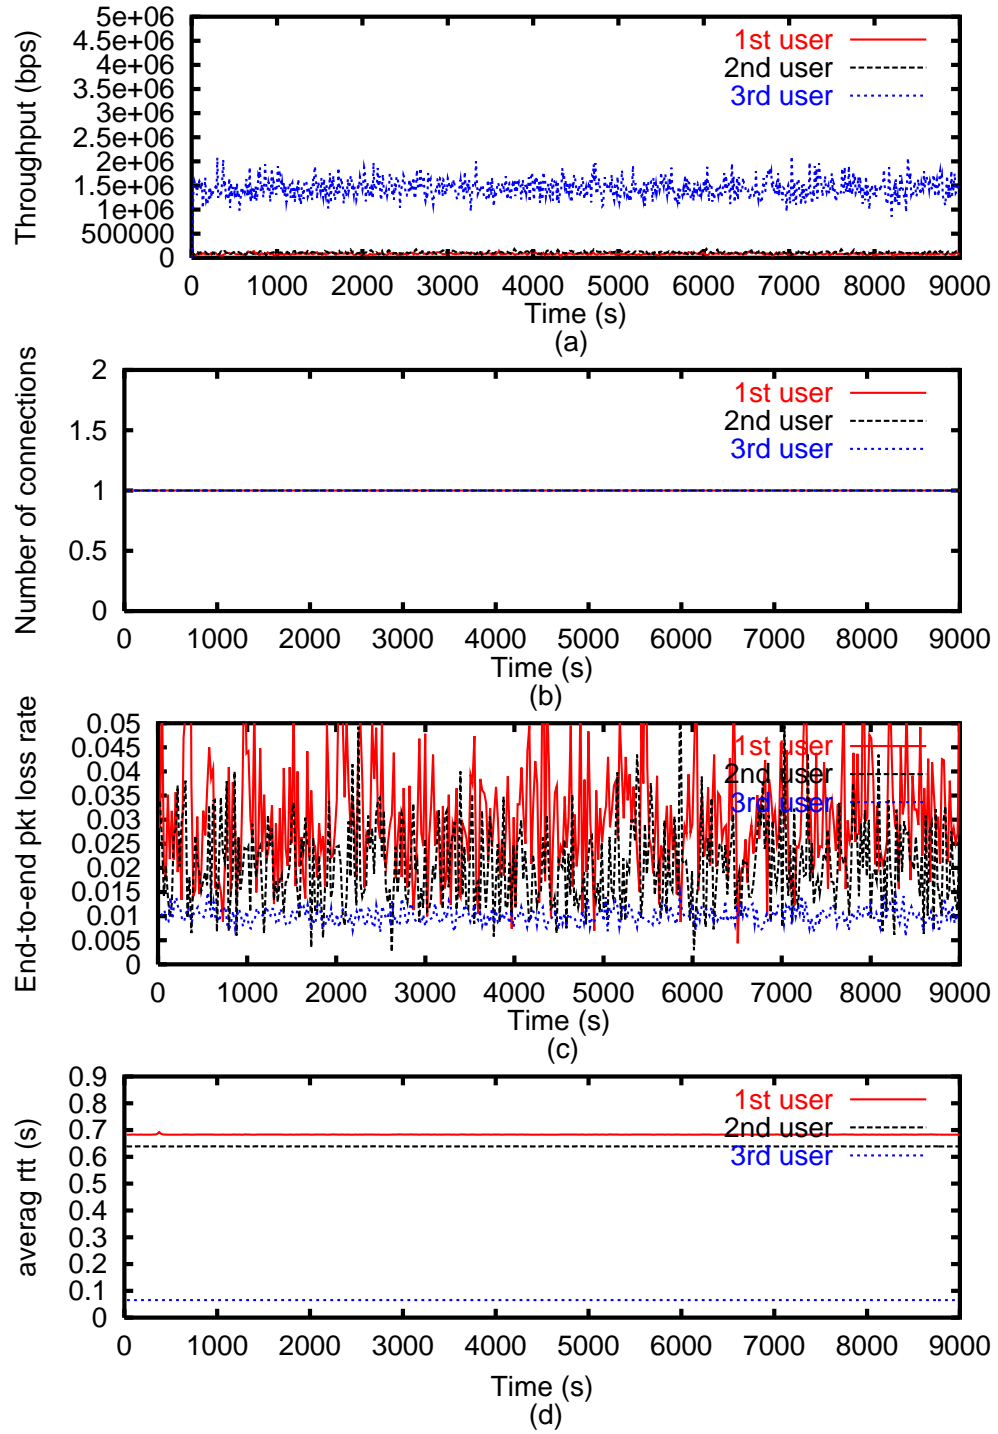 Throughput (bps)
5e+06
4.5e+06
4e+06
3.5e+06
3e+06
2.5e+06
2e+06
1.5e+06
1e+06
500000
0
1st user
2nd user
3rd user
0 1000 2000 3000 4000 5000 6000 7000 8000 9000
Time (s)
(a)
Number of connections
2
1.5
1
0.5
0
1st user
2nd user
3rd user
0 1000 2000 3000 4000 5000 6000 7000 8000 9000
Time (s)
(b)
End-to-end pkt loss rate
0.05
0.045
0.04
0.035
0.03
0.025
0.02
0.015
0.01
0.005
0
1st user
2nd user
3rd user
0 1000 2000 3000 4000 5000 6000 7000 8000 9000
Time (s)
(c)
averag rtt (s)
0.9
0.8
0.7
0.6
0.5
0.4
0.3
0.2
0.1
0
1st user
2nd user
3rd user
0 1000 2000 3000 4000 5000 6000 7000 8000 9000
Time (s)
(d)